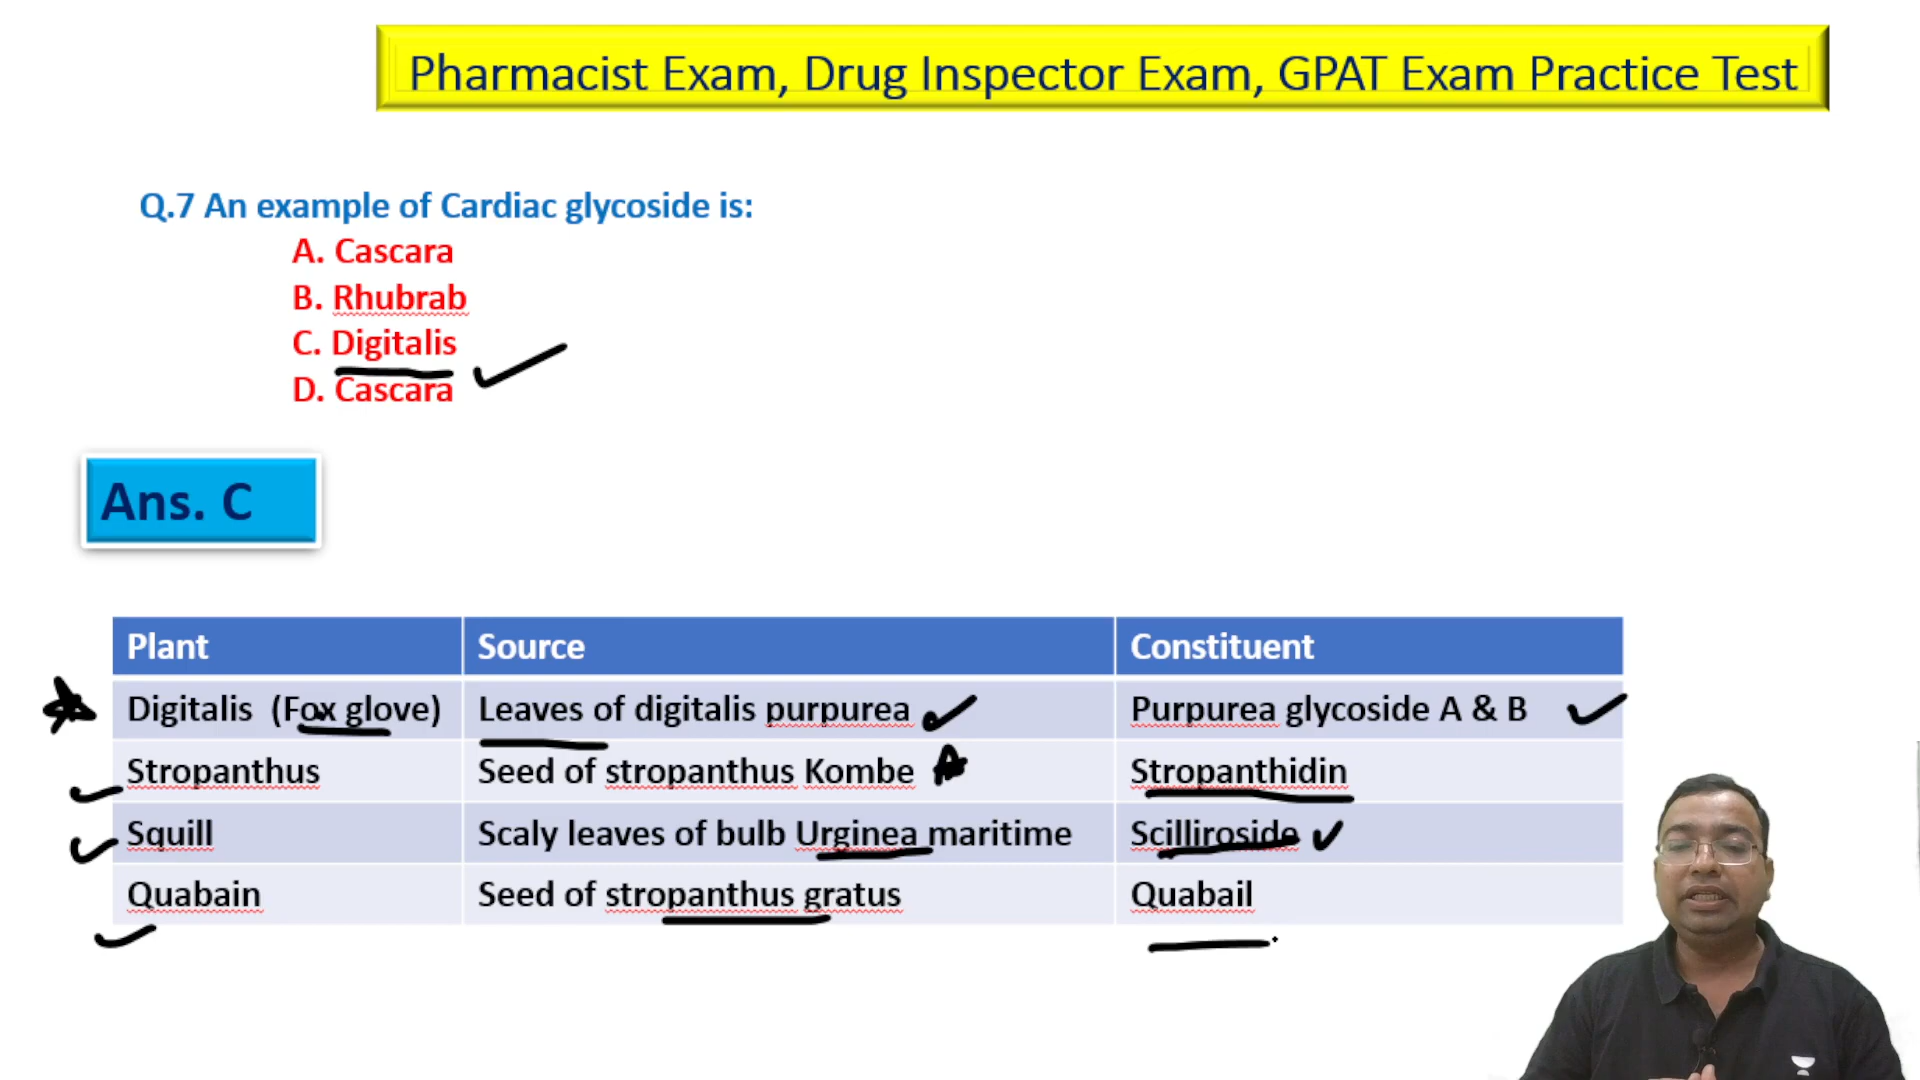 Pharmacist Exam, Drug Inspector Exam, GPAT Exam Practice Test
Q.7 An example of Cardiac glycoside is:
A. Cascara
B. Rhubrab
C. Digitalis
D. Cascara
Ans. C
Plant Source Constituent
Digitalis (Fox glove) Leaves of digitalis purpurea Purpurea glycoside A & B
Stropanthus Seed of stropanthus Kombe Stropanthidin
Squill Scaly leaves of bulb Urginea maritime Scilliroside
Quabain Seed of stropanthus gratus Quabail